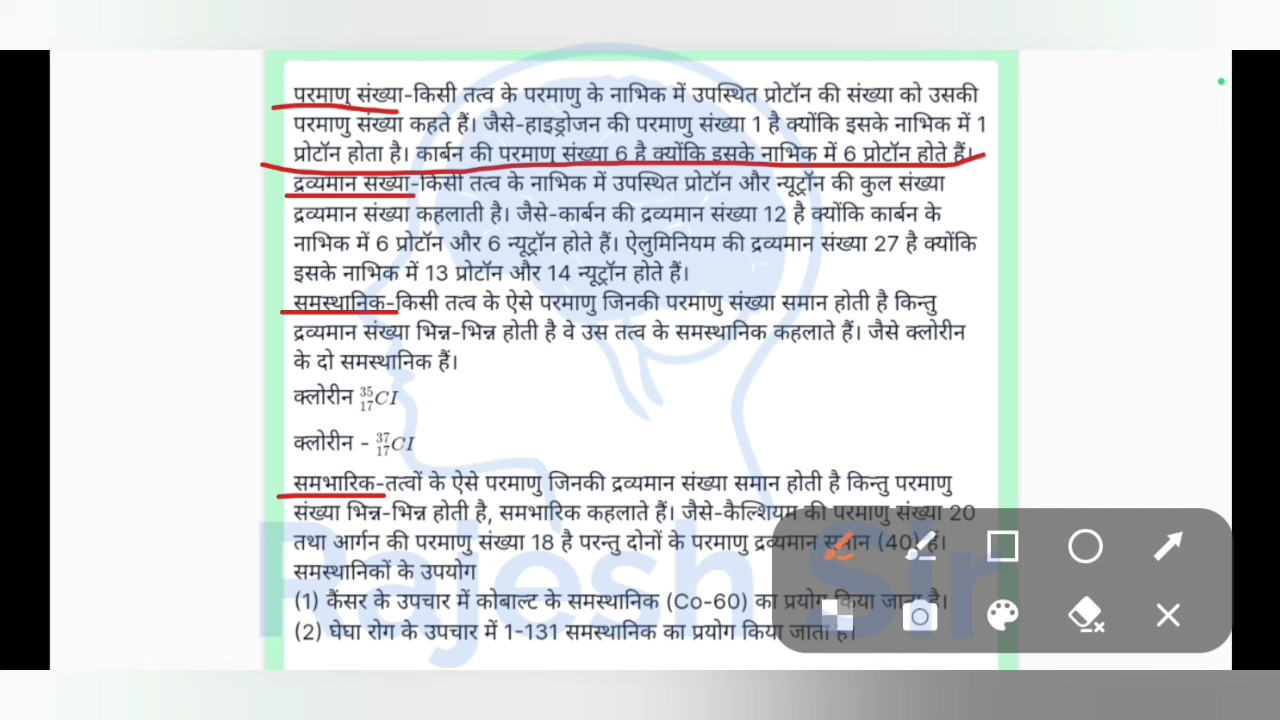 परमाणु संख्या-किसी तत्व के परमाणु के नाभिक में उपस्थित प्रोटॉन की संख्या को उसकी
परमाणु संख्या कहते हैं। जैसे-हाइड्रोजन की परमाणु संख्या 1 है क्योंकि इसके नाभिक में 1
प्रोटॉन होता है। कार्बन की परमाणु संख्या 6 है क्योंकि इसके नाभिक में 6 प्रोटॉन होते हैं।
द्रव्यमान संख्या-किसी तत्व के नाभिक में उपस्थित प्रोटॉन और न्यूट्रॉन की कुल संख्या
द्रव्यमान संख्या कहलाती है। जैसे-कार्बन की द्रव्यमान संख्या 12 है क्योंकि कार्बन के
नाभिक में 6 प्रोटॉन और 6 न्यूट्रॉन होते हैं। ऐलुमिनियम की द्रव्यमान संख्या 27 है क्योंकि
इसके नाभिक में 13 प्रोटॉन और 14 न्यूट्रॉन होते हैं।
समस्थानिक-किसी तत्व के ऐसे परमाणु जिनकी परमाणु संख्या समान होती है किन्तु
द्रव्यमान संख्या भिन्न-भिन्न होती है वे उस तत्व के समस्थानिक कहलाते हैं। जैसे क्लोरीन
के दो समस्थानिक हैं।
क्लोरीन ³⁵₁₇CI
क्लोरीन - ³⁷₁₇CI
समभारिक-तत्वों के ऐसे परमाणु जिनकी द्रव्यमान संख्या समान होती है किन्तु परमाणु
संख्या भिन्न-भिन्न होती है, समभारिक कहलाते हैं। जैसे-कैल्शियम की परमाणु संख्या 20
तथा आर्गन की परमाणु संख्या 18 है परन्तु दोनों के परमाणु द्रव्यमान समान (40) हैं।
समस्थानिकों के उपयोग
(1) कैंसर के उपचार में कोबाल्ट के समस्थानिक (Co-60) का प्रयोग किया जाता है।
(2) घेघा रोग के उपचार में 1-131 समस्थानिक का प्रयोग किया जाता है।
Rajesh Sir